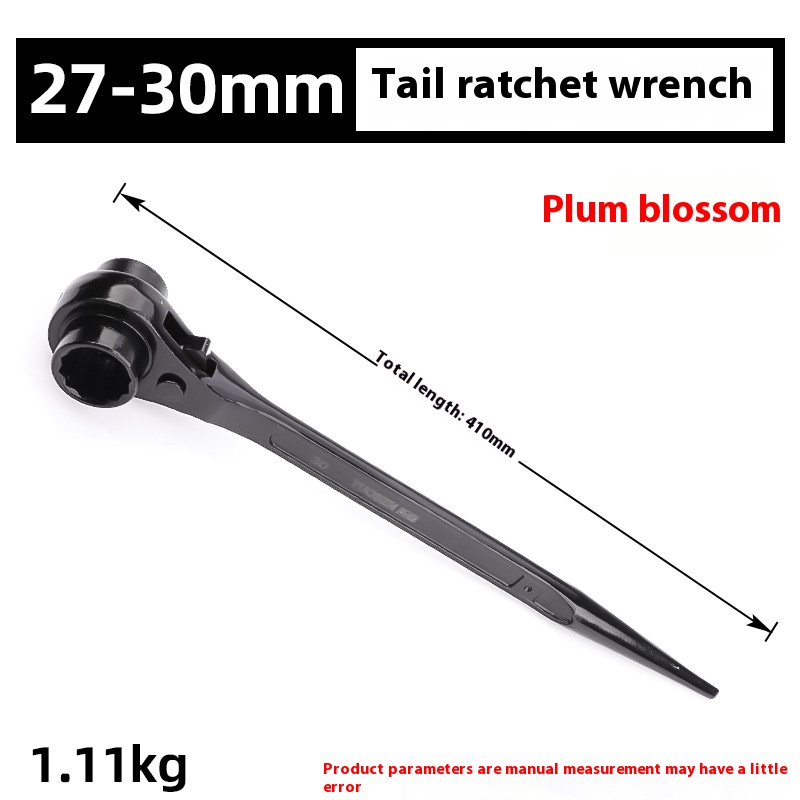 27-30mm
Tail ratchet wrench
Plum blossom
Total length: 410mm
30
1.11kg
Product parameters are manual measurement may have a little
error